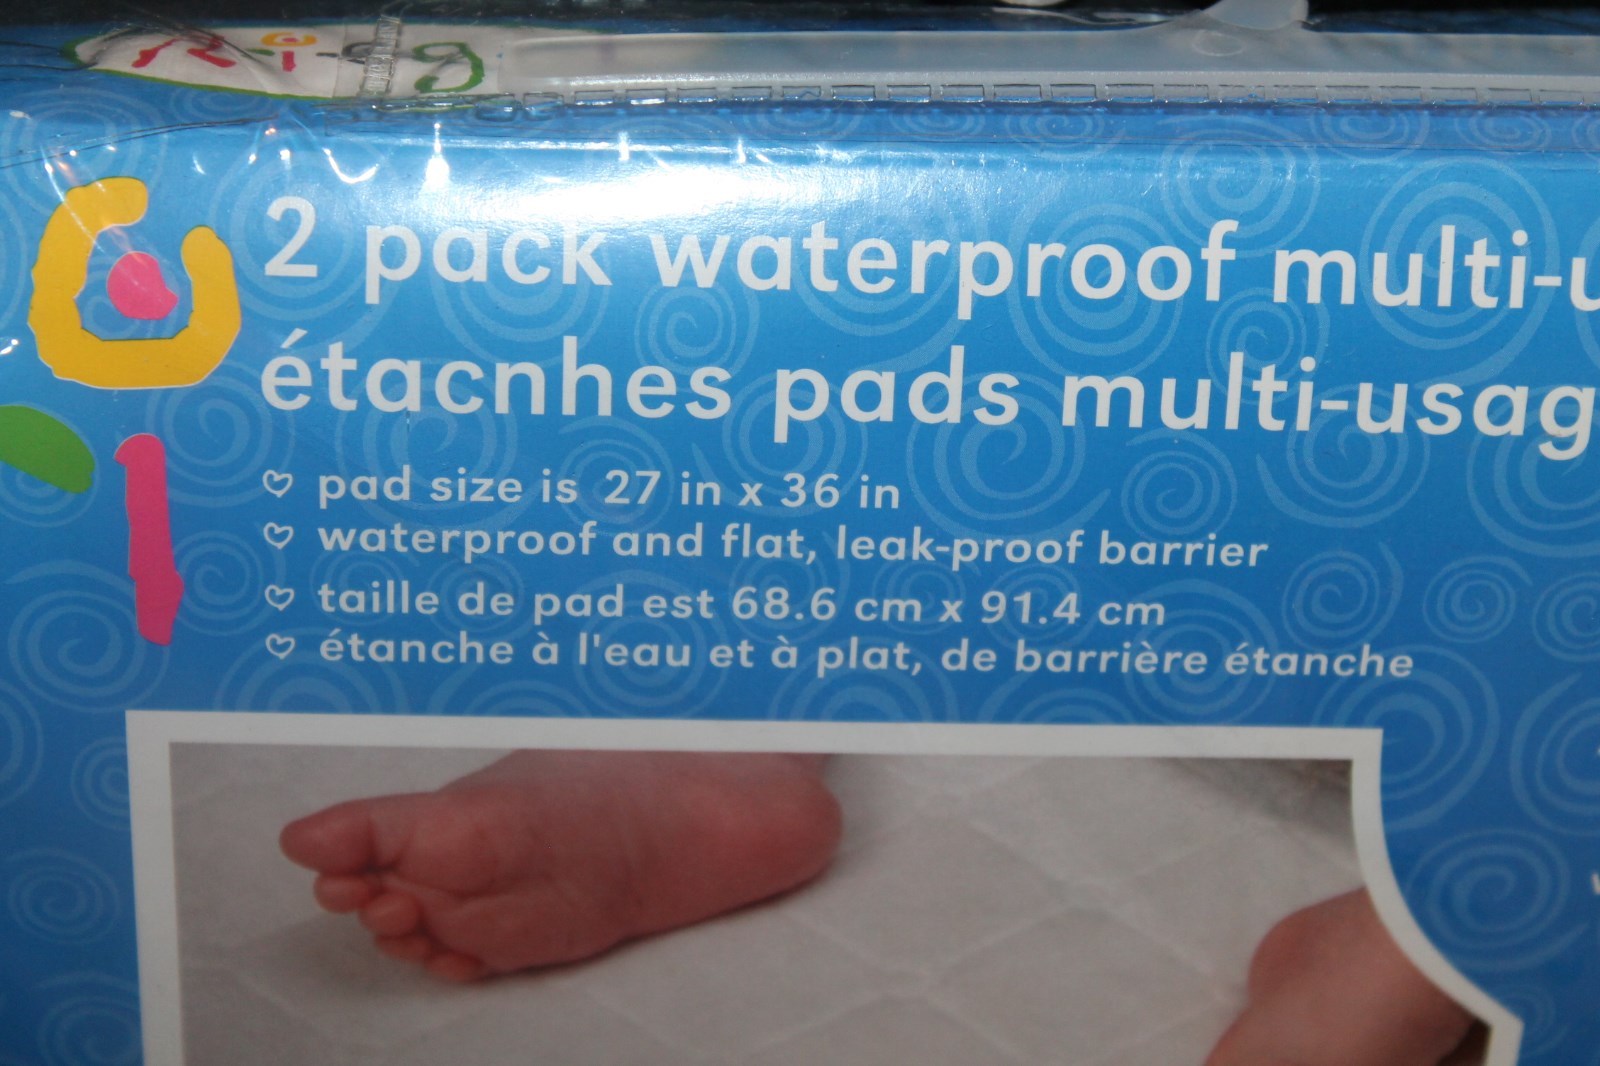 2 pack waterproof multi-u
étacnhes pads multi-usag
pad size is 27 in x 36 in
waterproof and flat, leak-proof barrier
taille de pad est 68.6 cm x 91.4 cm
étanche à l'eau et à plat, de barrière étanche